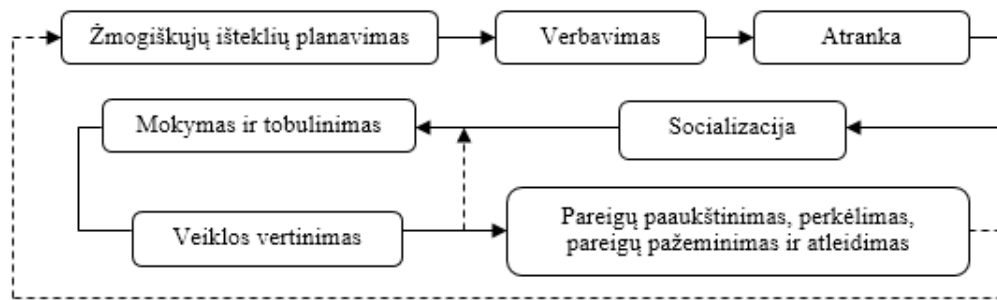 Žmogiškųjų išteklių planavimas
Verbavimas
Atranka
Mokymas ir tobulinimas
Socializacija
Veiklos vertinimas
Pareigų paaukštinimas, perkėlimas,
pareigų pažeminimas ir atleidimas